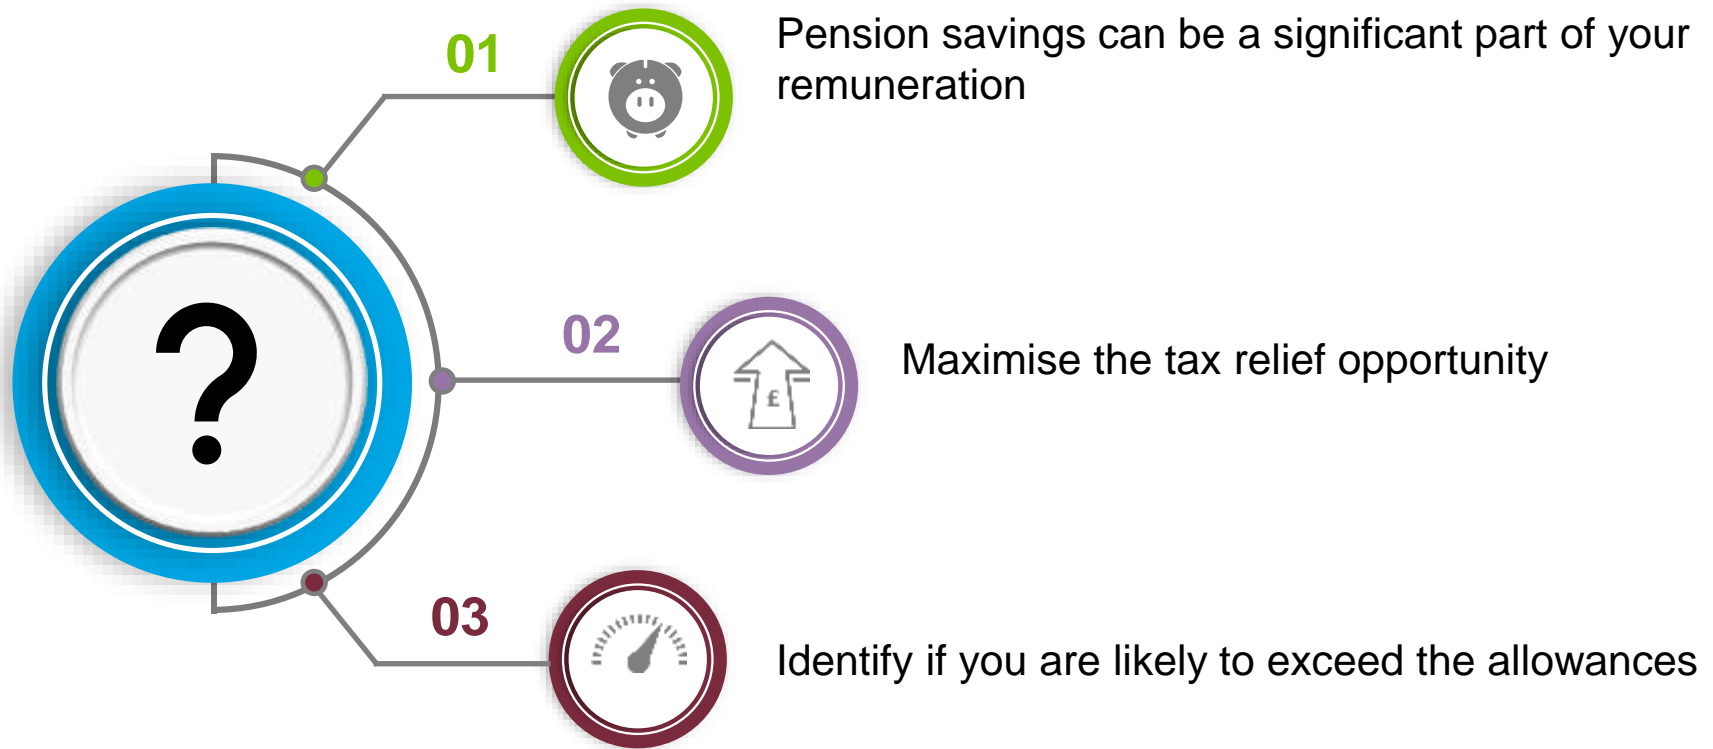 01
Pension savings can be a significant part of your
remuneration
?
02
£
Maximise the tax relief opportunity
03
Identify if you are likely to exceed the allowances